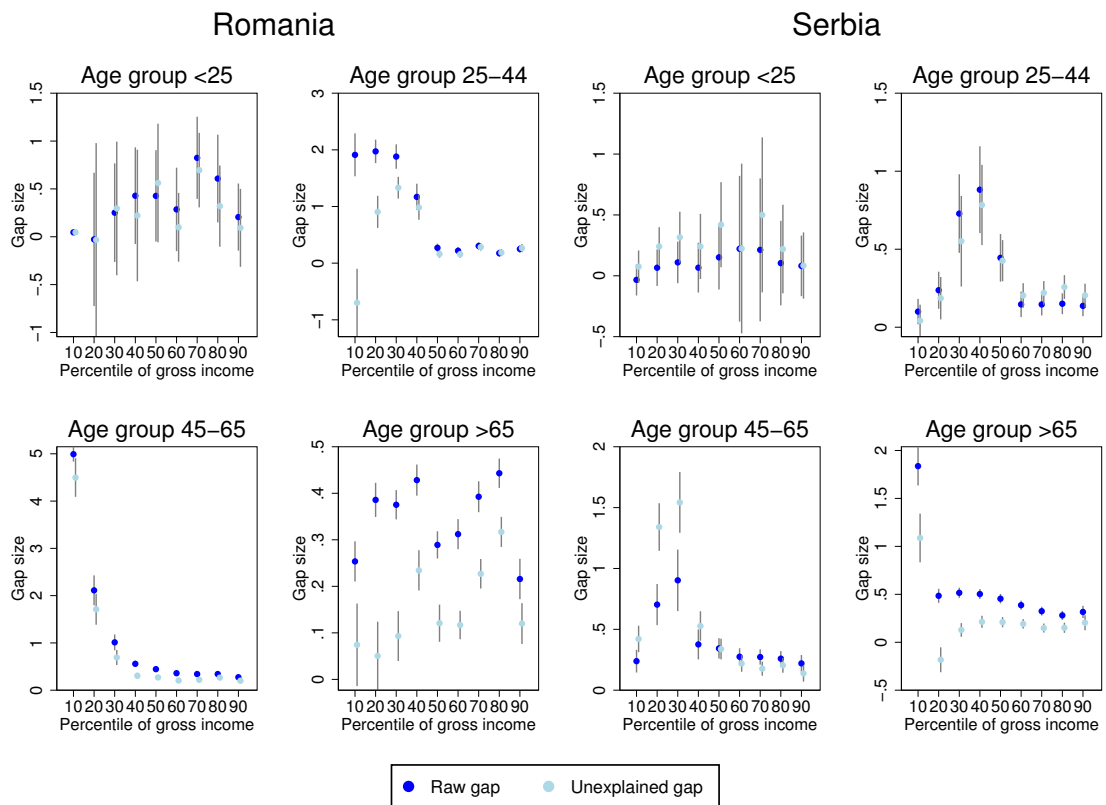 Romania
Serbia
Age group <25
Age group 25−44
Age group <25
Age group 25−44
Gap size
−1 −.5 0 .5 1 1.5
10 20 30 40 50 60 70 80 90
Percentile of gross income
Gap size
−1 0 1 2 3
10 20 30 40 50 60 70 80 90
Percentile of gross income
Gap size
−.5 0 .5 1 1.5
10 20 30 40 50 60 70 80 90
Percentile of gross income
Gap size
0 .5 1 1.5
10 20 30 40 50 60 70 80 90
Percentile of gross income
Age group 45−65
Age group >65
Age group 45−65
Age group >65
Gap size
0 1 2 3 4 5
10 20 30 40 50 60 70 80 90
Percentile of gross income
Gap size
0 .1 .2 .3 .4 .5
10 20 30 40 50 60 70 80 90
Percentile of gross income
Gap size
0 .5 1 1.5 2
10 20 30 40 50 60 70 80 90
Percentile of gross income
Gap size
−.5 0 .5 1 1.5 2
10 20 30 40 50 60 70 80 90
Percentile of gross income
Raw gap
Unexplained gap